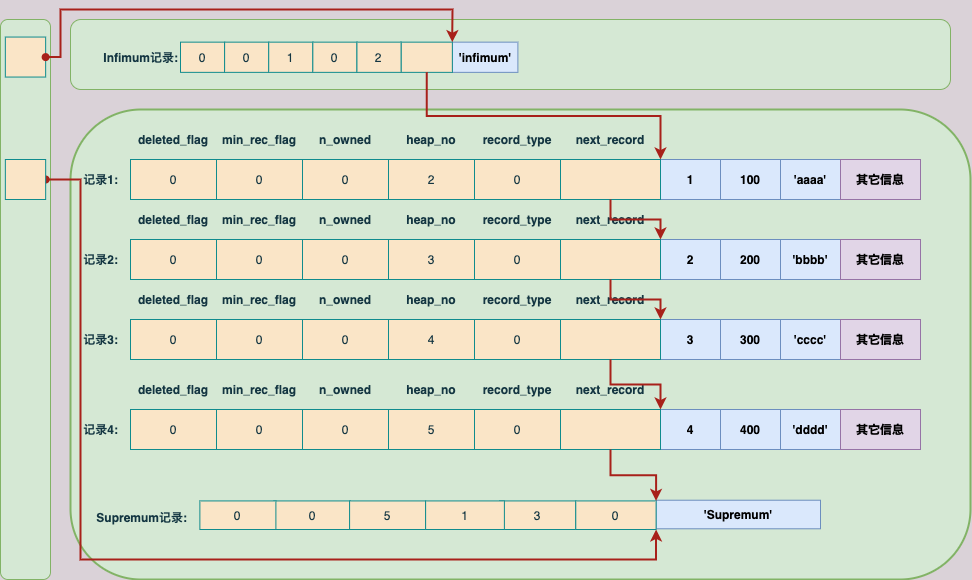 Infimum记录: 0 0 1 0 2 'infimum'
deleted_flag min_rec_flag n_owned heap_no record_type next_record
记录1: 0 0 0 2 0 1 100 'aaaa' 其它信息
deleted_flag min_rec_flag n_owned heap_no record_type next_record
记录2: 0 0 0 3 0 2 200 'bbbb' 其它信息
deleted_flag min_rec_flag n_owned heap_no record_type next_record
记录3: 0 0 0 4 0 3 300 'cccc' 其它信息
deleted_flag min_rec_flag n_owned heap_no record_type next_record
记录4: 0 0 0 5 0 4 400 'dddd' 其它信息
Supremum记录: 0 0 5 1 3 0 'Supremum'